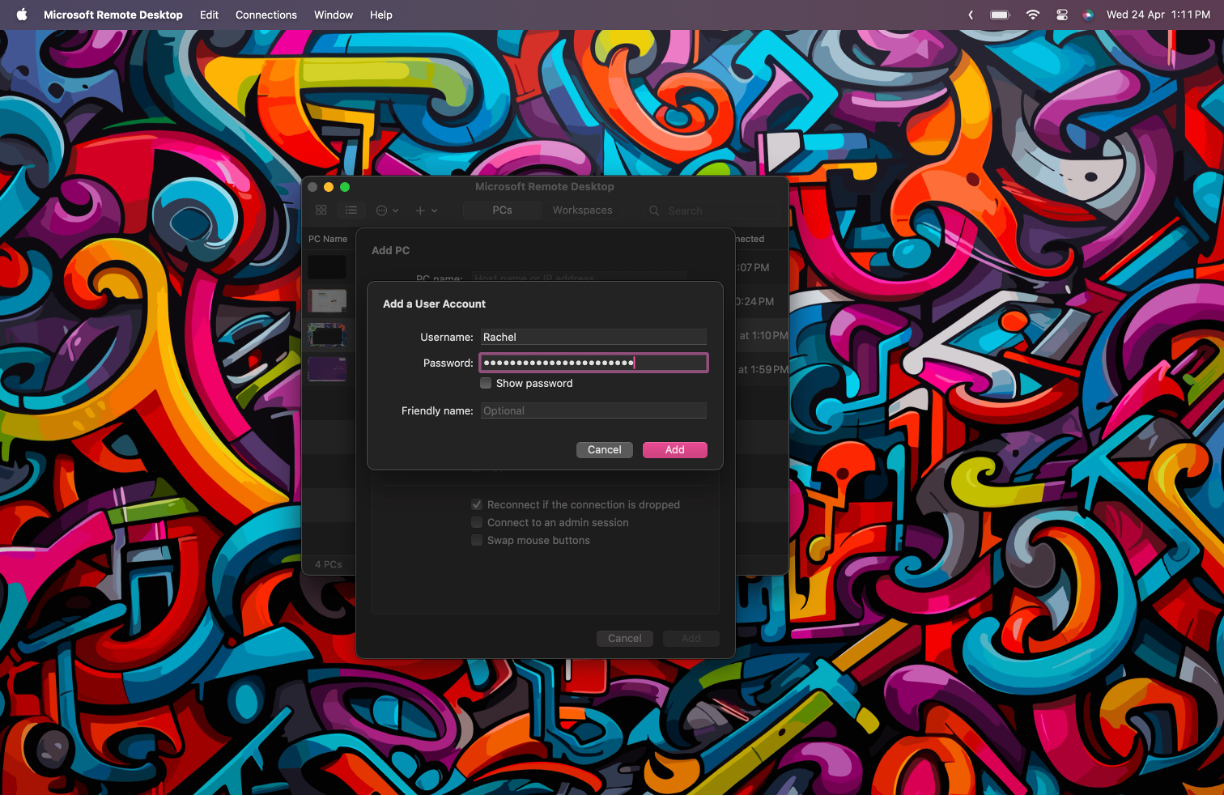 Microsoft Remote Desktop Edit Connections Window Help Wed 24 Apr 1:11 PM
Microsoft Remote Desktop
PCs Workspaces Search
PC Name nected
Add PC
:07 PM
PC name: Host name or IP address
Add a User Account
0:24 PM
Username: Rachel
at 1:10 PM
Password: •••••••••••••••••••••••
at 1:59 PM
Show password
Friendly name: Optional
Cancel Add
Reconnect if the connection is dropped
Connect to an admin session
Swap mouse buttons
4 PCs
Cancel Add